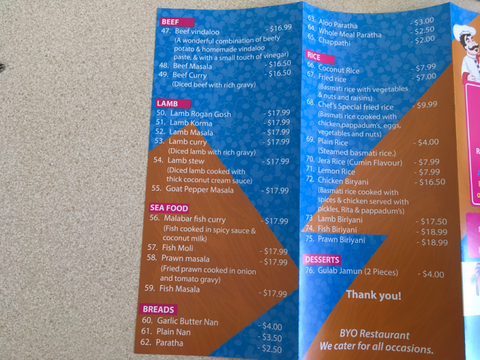 BEEF
47. Beef vindaloo - $16.99
(A wonderful combination of beefy
potato & homemade vindaloo
paste, & with a small touch of vinegar)
48. Beef Masala - $16.50
49. Beef Curry - $16.50
(Diced beef with rich gravy)
LAMB
50. Lamb Rogan Gosh - $17.99
51. Lamb Korma - $17.99
52. Lamb Masala - $17.99
53. Lamb curry - $17.99
(Diced lamb with rich gravy)
54. Lamb stew - $17.99
(Diced lamb cooked with
thick coconut cream sauce)
55. Goat Pepper Masala - $17.99
SEA FOOD
56. Malabar fish curry - $17.99
(Fish cooked in spicy sauce &
coconut milk)
57. Fish Moli - $17.99
58. Prawn masala - $17.99
(Fried prawn cooked in onion
and tomato gravy)
59. Fish Masala - $17.99
BREADS
60. Garlic Butter Nan - $4.00
61. Plain Nan - $3.50
62. Paratha - $2.50
63. Aloo Paratha - $3.00
64. Whole Meal Paratha - $2.50
65. Chappathi - $2.00
RICE
66. Coconut Rice - $7.99
67. Fried rice - $7.00
(Basmati rice with vegetables
& nuts and raisins)
68. Chef's Special fried rice - $9.99
(Basmati rice cooked with
chicken,pappadum's, eggs,
vegetables and nuts)
69. Plain Rice - $4.00
(Steamed basmati rice.)
70. Jera Rice (Cumin Flavour) - $7.99
71. Lemon Rice - $7.99
72. Chicken Biryani - $16.50
(Basmati rice cooked with
spicks & chicken served with
pickles, Rita & pappadum's)
73. Lamb Biriyani - $17.50
74. Fish Biriyani - $18.99
75. Prawn Biriyani - $18.99
DESSERTS
76. Gulab Jamun (2 Pieces) - $4.00
Thank you!
BYO Restaurant
We cater for all occasions.